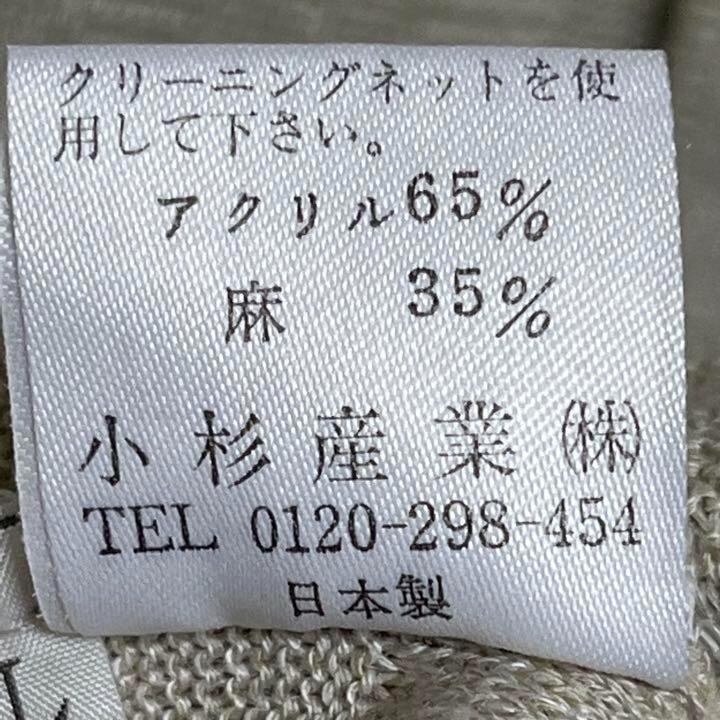 クリーニングネットを使
用して下さい。
アクリル65%
麻 35%
小杉産業㈱
TEL 0120-298-454
日本製
L